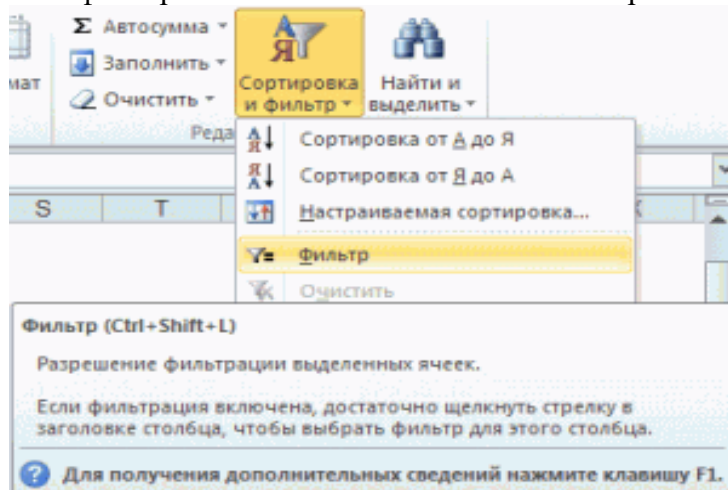 Σ Автосумма
Заполнить
Очистить
мат
Сортировка
и фильтр
Найти и
выделить
Реда
Сортировка от А до Я
Сортировка от Я до А
Настраиваемая сортировка...
Фильтр
Очистить
S T
Фильтр (Ctrl+Shift+L)
Разрешение фильтрации выделенных ячеек.
Если фильтрация включена, достаточно щелкнуть стрелку в
заголовке столбца, чтобы выбрать фильтр для этого столбца.
Для получения дополнительных сведений нажмите клавишу F1.